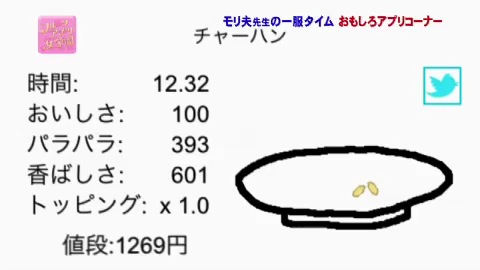 モリ夫先生の一服タイム おもしろアプリコーナー
チャーハン
時間: 12.32
おいしさ: 100
パラパラ: 393
香ばしさ: 601
トッピング: x 1.0
値段:1269円